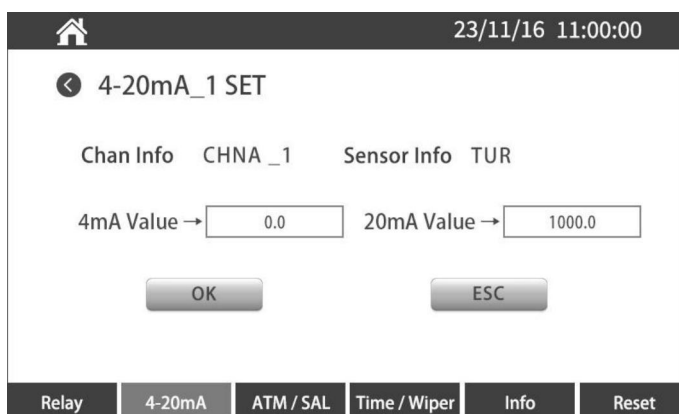 23/11/16 11:00:00
4-20mA_1 SET
Chan Info CHNA _1 Sensor Info TUR
4mA Value → 0.0 20mA Value → 1000.0
OK ESC
Relay 4-20mA ATM / SAL Time / Wiper Info Reset